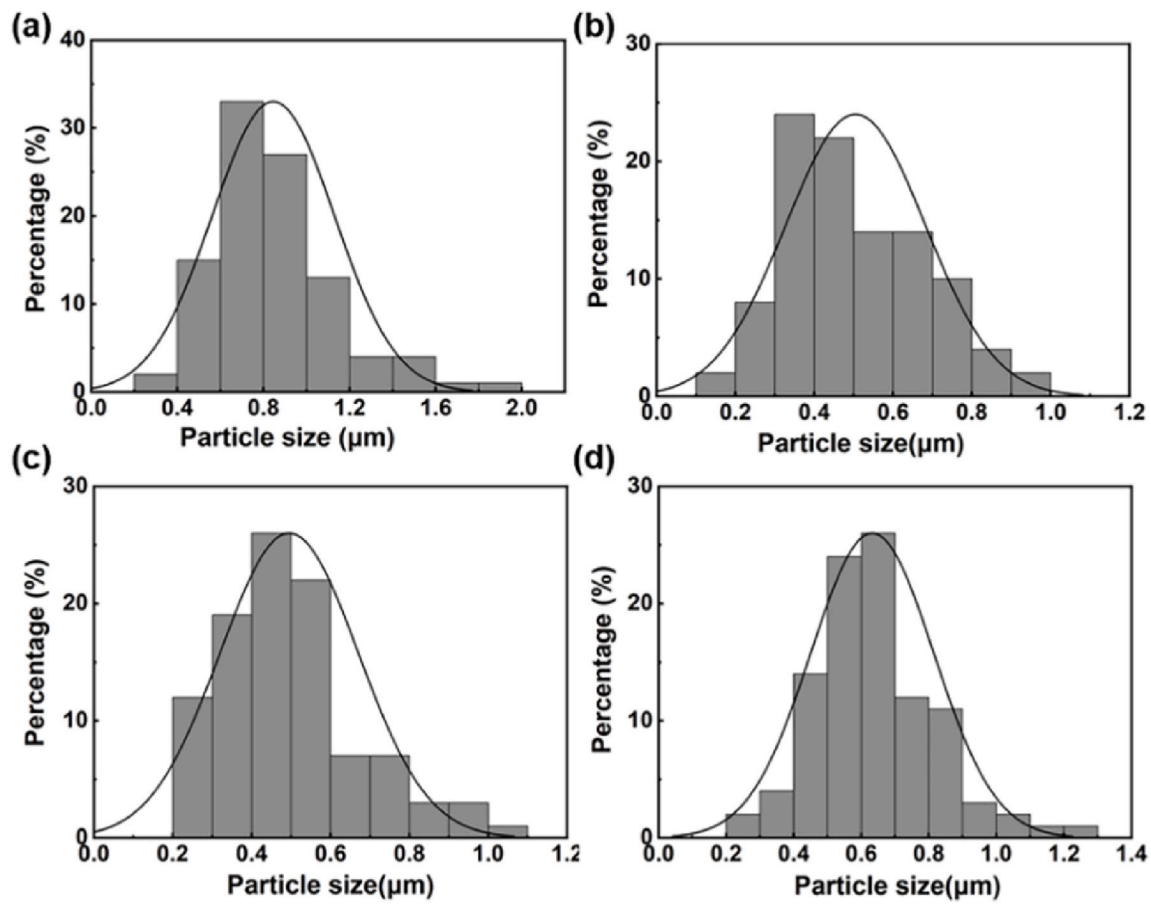 (a)
40
30
20
10
0
Percentage (%)
0.0 0.4 0.8 1.2 1.6 2.0
Particle size (μm)
(b)
30
20
10
0
Percentage (%)
0.0 0.2 0.4 0.6 0.8 1.0 1.2
Particle size(μm)
(c)
30
20
10
0
Percentage (%)
0.0 0.2 0.4 0.6 0.8 1.0 1.2
Particle size(μm)
(d)
30
20
10
0
Percentage (%)
0.0 0.2 0.4 0.6 0.8 1.0 1.2 1.4
Particle size(μm)